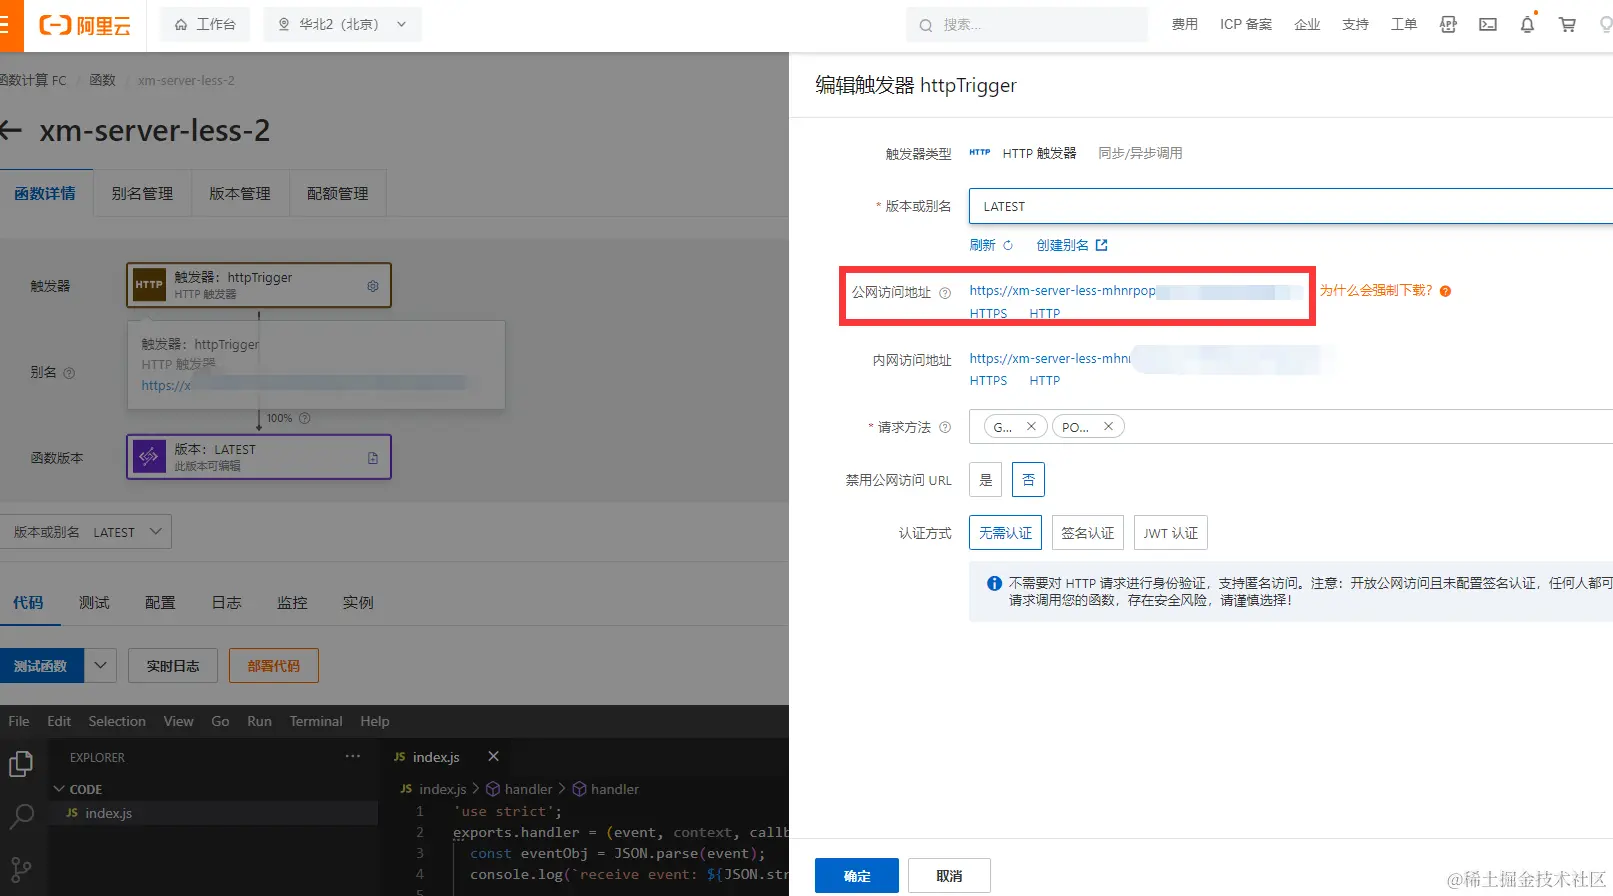 阿里云
工作台
华北2（北京）
搜索...
费用
ICP 备案
企业
支持
工单
函数计算 FC / 函数 / xm-server-less-2
xm-server-less-2
函数详情
别名管理
版本管理
配额管理
触发器
HTTP
触发器：httpTrigger
HTTP 触发器
别名
触发器：httpTrigger
HTTP 触发器
https://x
100%
函数版本
版本：LATEST
此版本可编辑
版本或别名 LATEST
代码
测试
配置
日志
监控
实例
测试函数
实时日志
部署代码
File Edit Selection View Go Run Terminal Help
EXPLORER ···
CODE
JS index.js
JS index.js
JS index.js > handler > handler
1 'use strict';
2 exports.handler = (event, context, callb
3 const eventObj = JSON.parse(event);
4 console.log(`receive event: ${JSON.str
5
编辑触发器 httpTrigger
触发器类型 HTTP HTTP 触发器 同步/异步调用
* 版本或别名 LATEST
刷新 创建别名
公网访问地址 https://xm-server-less-mhnrpop
为什么会强制下载？
HTTPS HTTP
内网访问地址 https://xm-server-less-mhnr
HTTPS HTTP
* 请求方法 G... PO...
禁用公网访问 URL 是 否
认证方式 无需认证 签名认证 JWT 认证
不需要对 HTTP 请求进行身份验证，支持匿名访问。注意：开放公网访问且未配置签名认证，任何人都可
请求调用您的函数，存在安全风险，请谨慎选择！
确定 取消
@稀土掘金技术社区